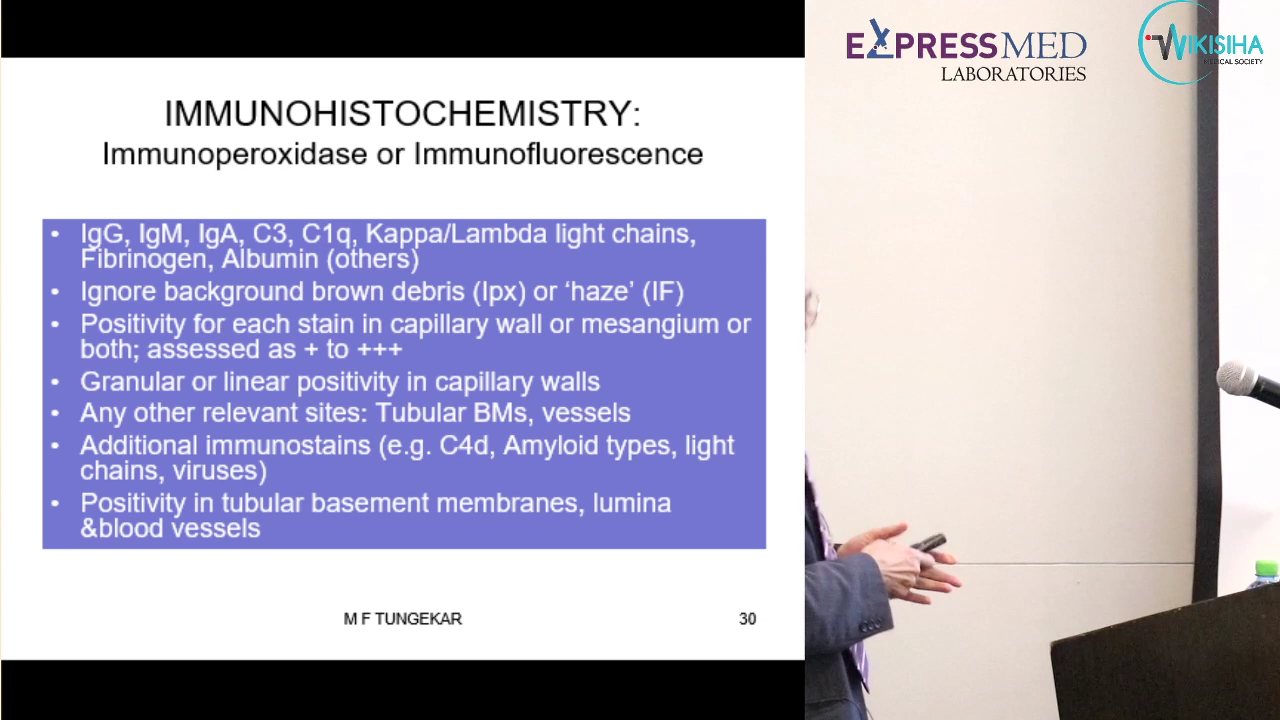 IMMUNOHISTOCHEMISTRY:
Immunoperoxidase or Immunofluorescence
• IgG, IgM, IgA, C3, C1q, Kappa/Lambda light chains,
Fibrinogen, Albumin (others)
• Ignore background brown debris (Ipx) or ‘haze’ (IF)
• Positivity for each stain in capillary wall or mesangium or
both; assessed as + to +++
• Granular or linear positivity in capillary walls
• Any other relevant sites: Tubular BMs, vessels
• Additional immunostains (e.g. C4d, Amyloid types, light
chains, viruses)
• Positivity in tubular basement membranes, lumina
&blood vessels
M F TUNGEKAR
30
EXPRESSMED
LABORATORIES
WIKISIHA
MEDICAL SOCIETY